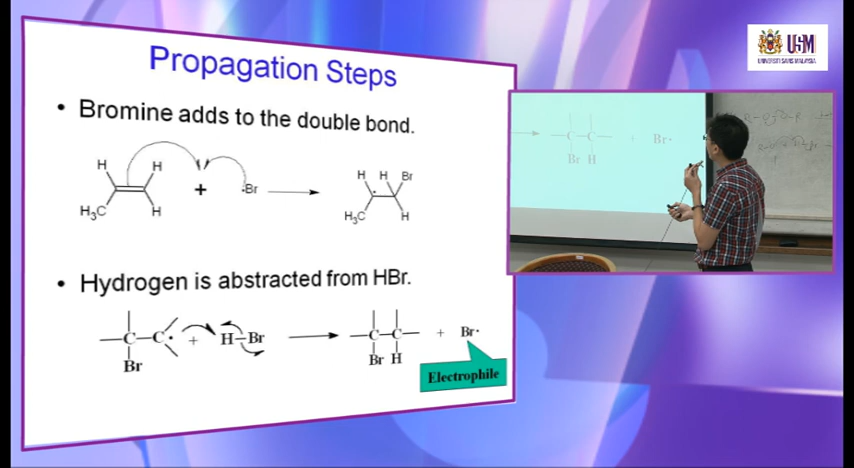 Propagation Steps
• Bromine adds to the double bond.
H H
H₃C H
+ ·Br
H H Br
H₃C H
• Hydrogen is abstracted from HBr.
—C—C· + H—Br
Br
—C—C— + Br·
Br H
Electrophile
USM
UNIVERSITI SAINS MALAYSIA
—C—C— + Br·
Br H